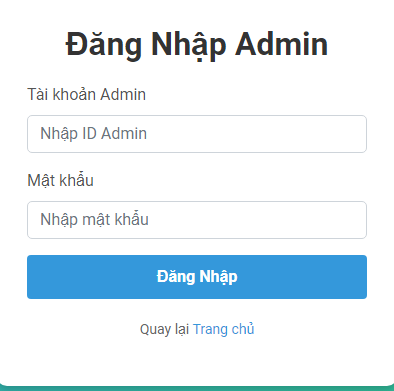 Đăng Nhập Admin
Tài khoản Admin
Nhập ID Admin
Mật khẩu
Nhập mật khẩu
Đăng Nhập
Quay lại Trang chủ